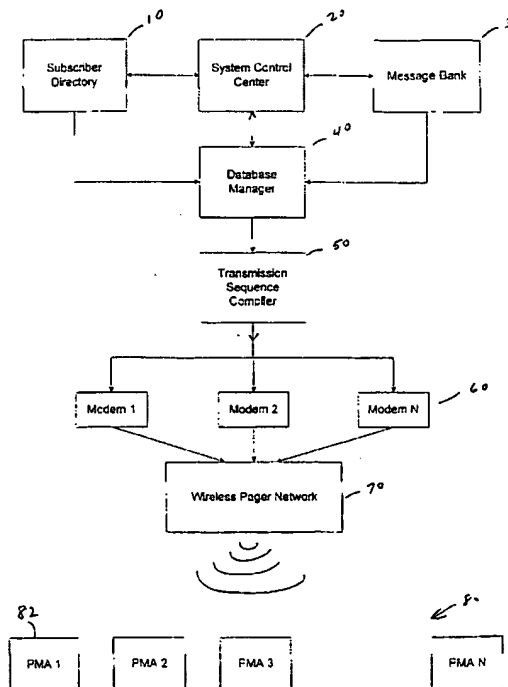 10
20
3
Subscriber
Directory
System Control
Center
Message Bank
40
Database
Manager
50
Transmission
Sequence
Compiler
Modem 1
Modem 2
Modem N
60
Wireless Pager Network
70
82
PMA 1
PMA 2
PMA 3
PMA N